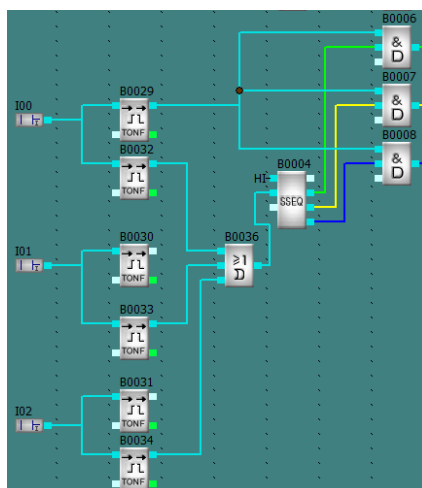 B0006
&
D
B0007
&
D
B0008
&
D
I00
B0029
TONF
B0032
TONF
B0004
HI
SSEQ
I01
B0030
TONF
B0036
≥1
D
B0033
TONF
I02
B0031
TONF
B0034
TONF